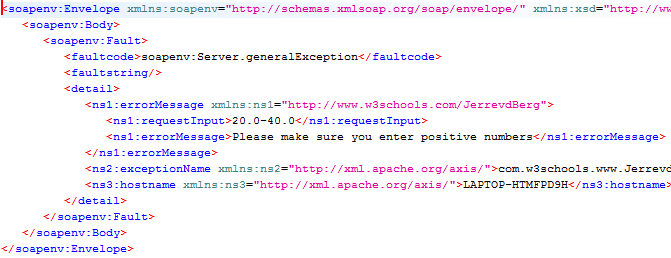 <soapenv:Envelope xmlns:soapenv="http://schemas.xmlsoap.org/soap/envelope/" xmlns:xsd="http://ww
<soapenv:Body>
<soapenv:Fault>
<faultcode>soapenv:Server.generalException</faultcode>
<faultstring/>
<detail>
<ns1:errorMessage xmlns:ns1="http://www.w3schools.com/JerrevdBerg">
<ns1:requestInput>20.0-40.0</ns1:requestInput>
<ns1:errorMessage>Please make sure you enter positive numbers</ns1:errorMessage>
</ns1:errorMessage>
<ns2:exceptionName xmlns:ns2="http://xml.apache.org/axis/">com.w3schools.www.Jerrevd
<ns3:hostname xmlns:ns3="http://xml.apache.org/axis/">LAPTOP-HTMFPD9H</ns3:hostname>
</detail>
</soapenv:Fault>
</soapenv:Body>
</soapenv:Envelope>